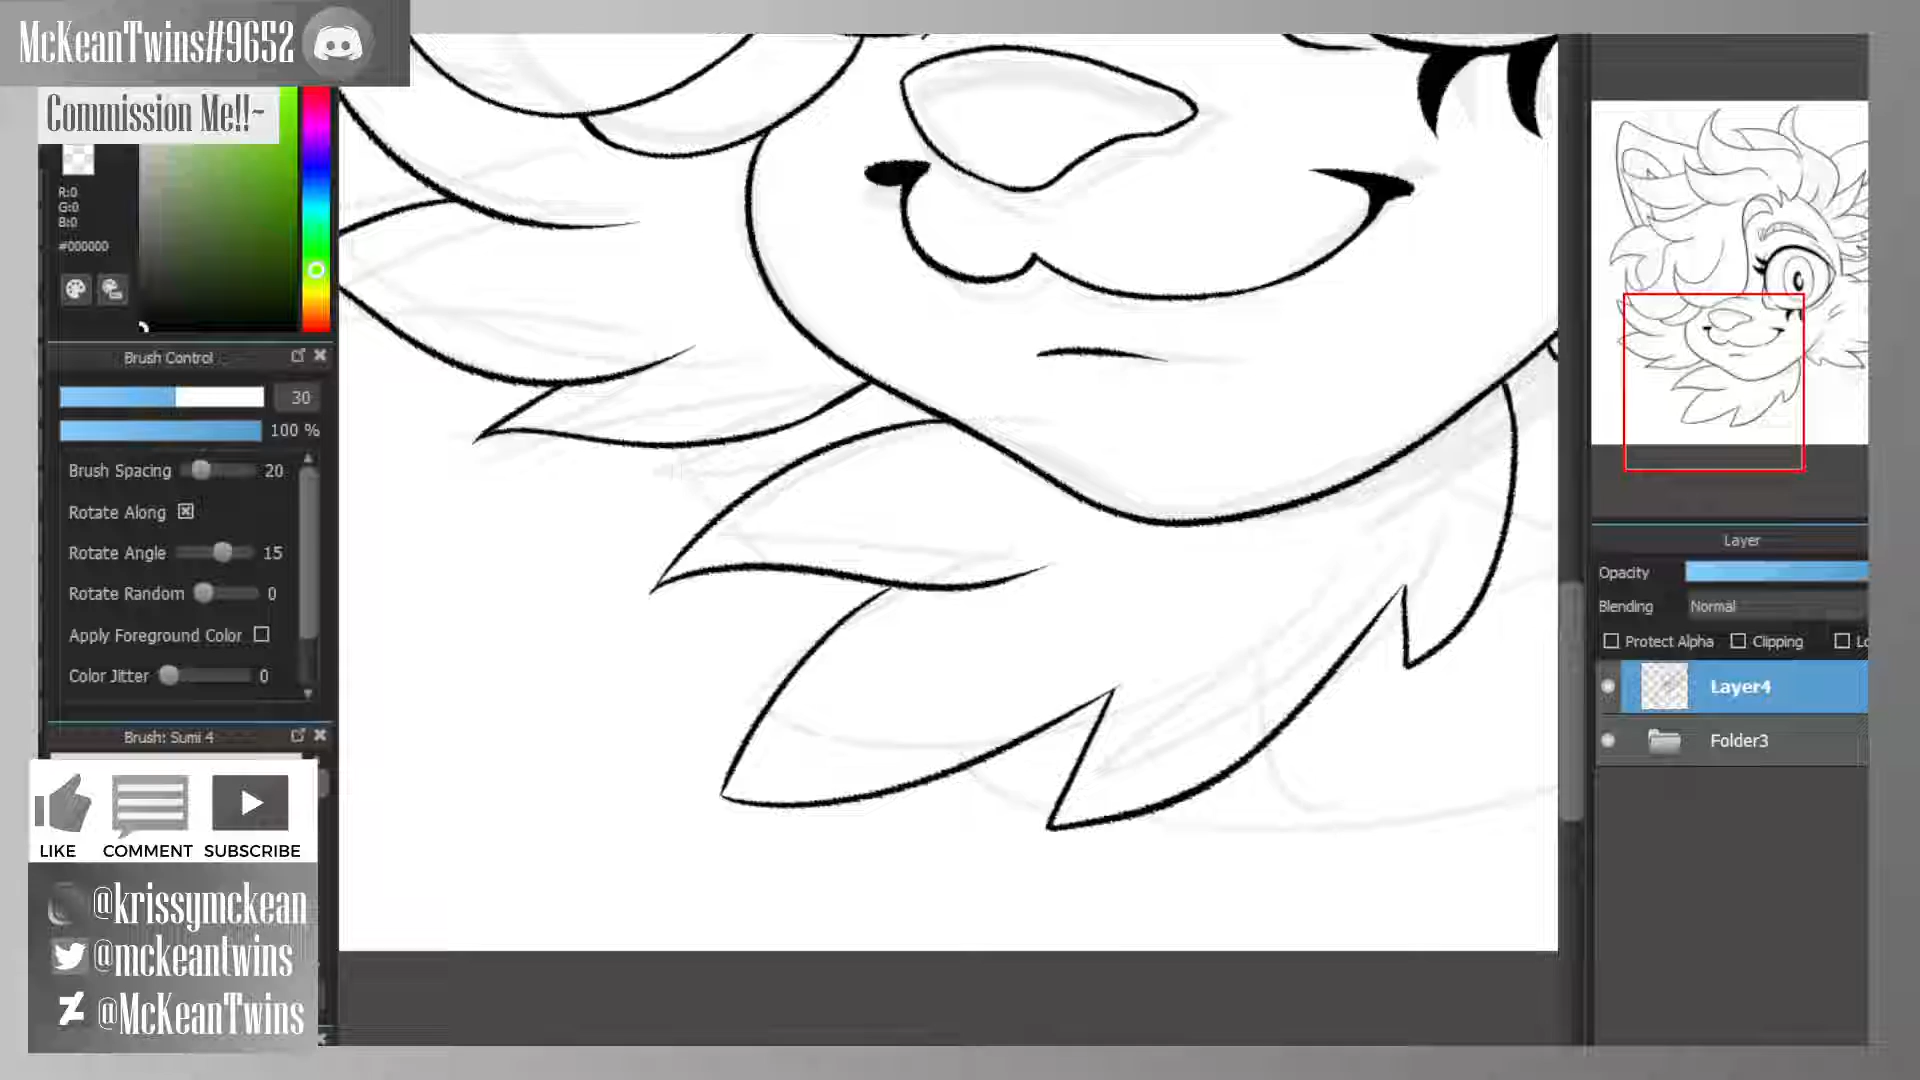 McKeanTwins#9652
Commission Me!!~
R:0
G:0
B:0
#000000
Brush Control
30
100 %
Brush Spacing 20
Rotate Along
Rotate Angle 15
Rotate Random 0
Apply Foreground Color
Color Jitter 0
Brush: Sumi 4
LIKE COMMENT SUBSCRIBE
@krissymckean
@mckeantwins
@McKeanTwins
Layer
Opacity
Blending Normal
Protect Alpha Clipping Lo
Layer4
Folder3